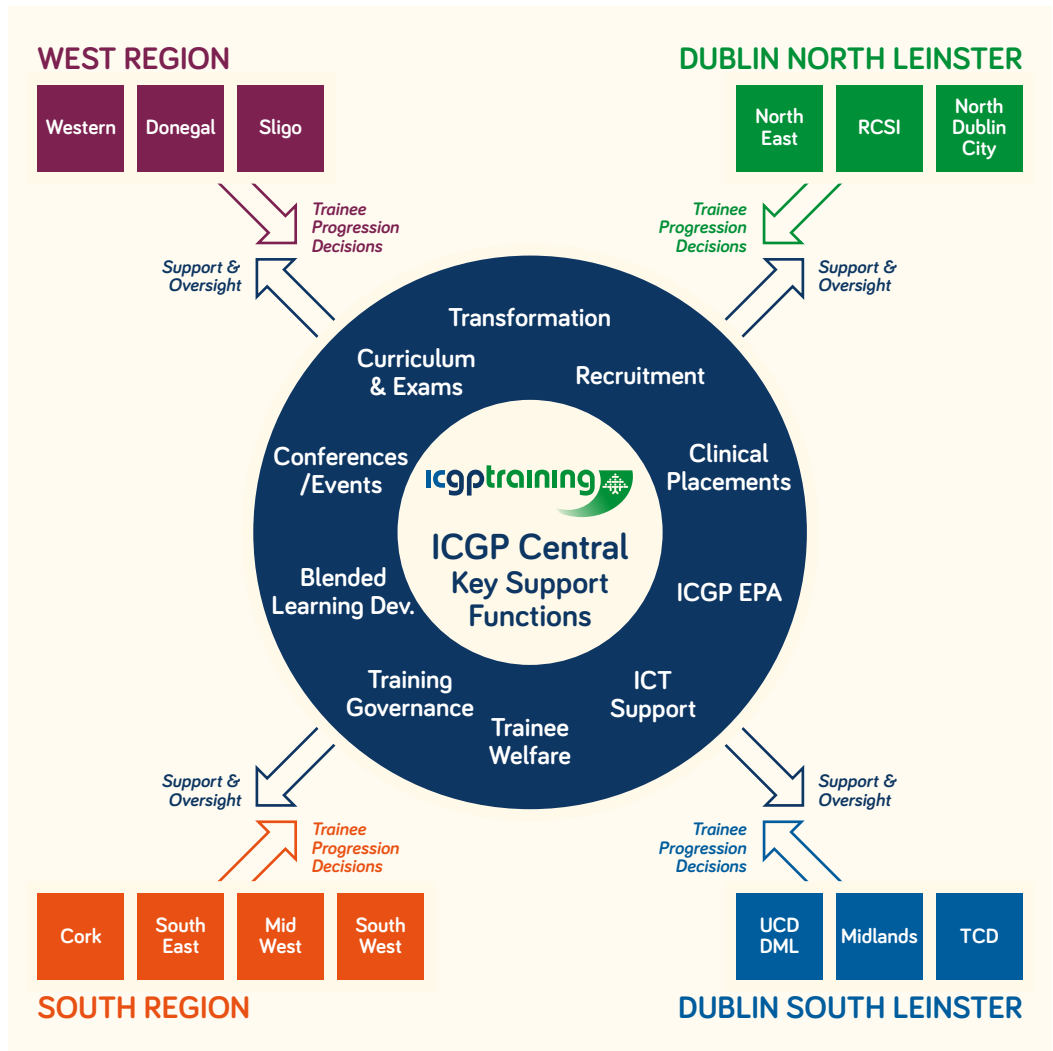 WEST REGION
Western
Donegal
Sligo
DUBLIN NORTH LEINSTER
North
East
RCSI
North
Dublin
City
Trainee
Progression
Decisions
Support &
Oversight
Trainee
Progression
Decisions
Support &
Oversight
Transformation
Curriculum
& Exams
Recruitment
Conferences
/Events
Clinical
Placements
icgptraining
ICGP Central
Key Support
Functions
Blended
Learning Dev.
ICGP EPA
Training
Governance
ICT
Support
Trainee
Welfare
Support &
Oversight
Trainee
Progression
Decisions
Support &
Oversight
Trainee
Progression
Decisions
Cork
South
East
Mid
West
South
West
SOUTH REGION
UCD
DML
Midlands
TCD
DUBLIN SOUTH LEINSTER